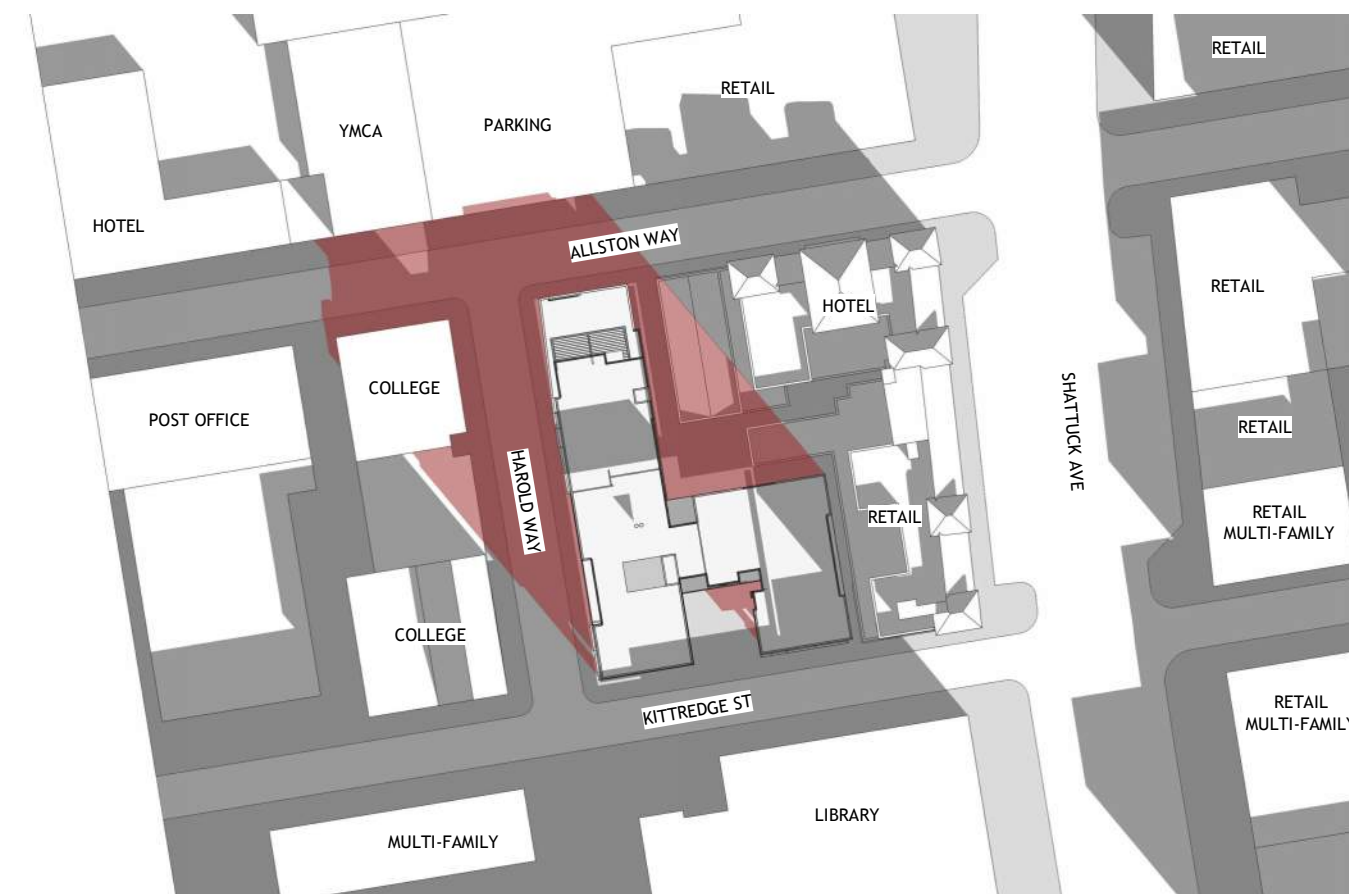 RETAIL
RETAIL
YMCA
PARKING
HOTEL
ALLSTON WAY
HOTEL
RETAIL
COLLEGE
POST OFFICE
SHATTUCK AVE
RETAIL
HAROLD WAY
RETAIL
RETAIL
MULTI-FAMILY
COLLEGE
KITTREDGE ST
RETAIL
MULTI-FAMILY
LIBRARY
MULTI-FAMILY